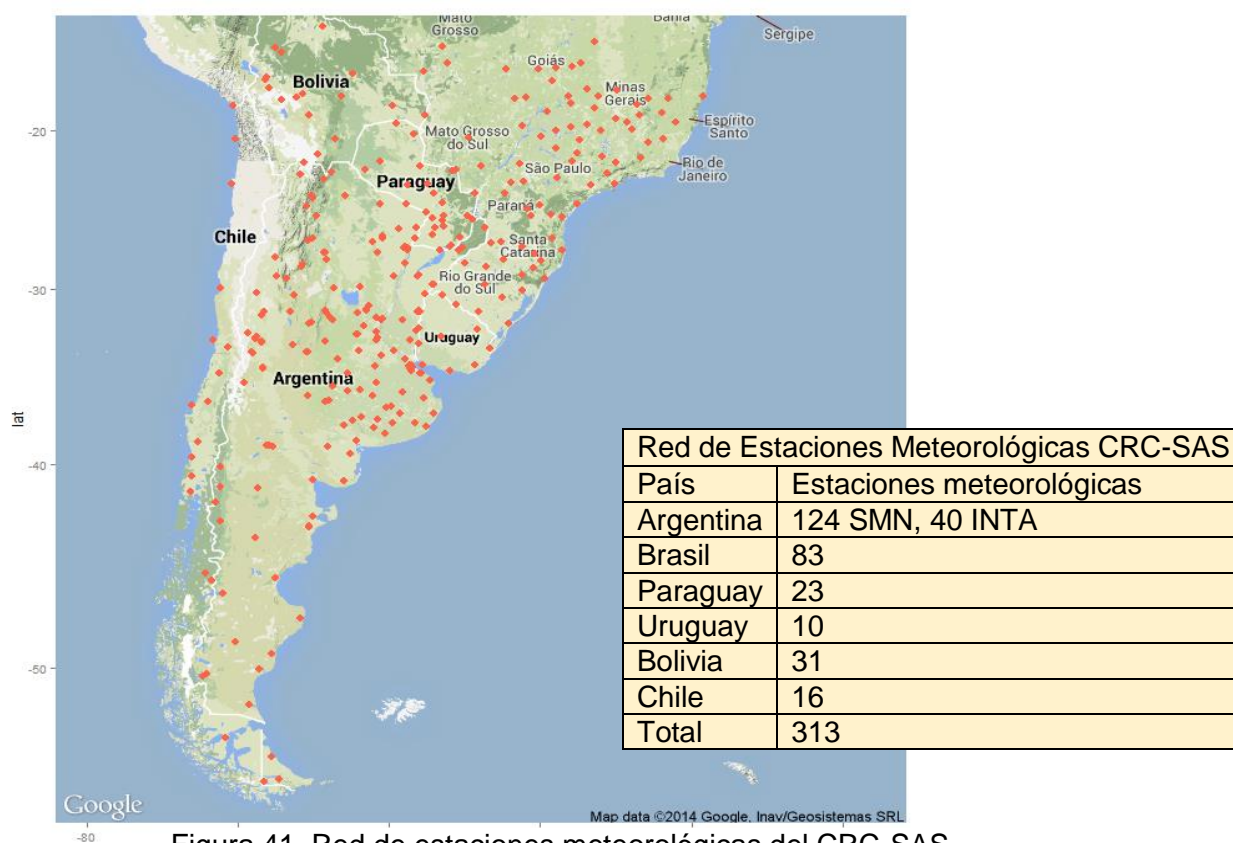 Mato
Grosso
Bahia
Sergipe
Goiás
Bolivia
Minas
Gerais
-20
Mato Grosso
do Sul
Espírito
Santo
São Paulo
Rio de
Janeiro
Paraguay
Paraná
Chile
Santa
Catarina
-30
Rio Grande
do Sul
Uruguay
Argentina
lat
-40
-50
Red de Estaciones Meteorológicas CRC-SAS
País Estaciones meteorológicas
Argentina 124 SMN, 40 INTA
Brasil 83
Paraguay 23
Uruguay 10
Bolivia 31
Chile 16
Total 313
Google
Map data ©2014 Google, Inav/Geosistemas SRL
-80
Figura 41. Red de estaciones meteorológicas del CRC-SAS